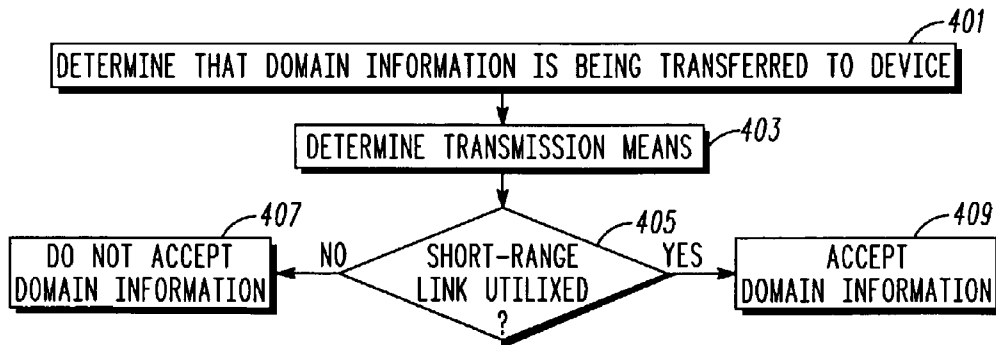 401
DETERMINE THAT DOMAIN INFORMATION IS BEING TRANSFERRED TO DEVICE
DETERMINE TRANSMISSION MEANS
403
407
405
409
DO NOT ACCEPT
DOMAIN INFORMATION
NO
SHORT-RANGE
LINK UTILIXED
?
YES
ACCEPT
DOMAIN INFORMATION